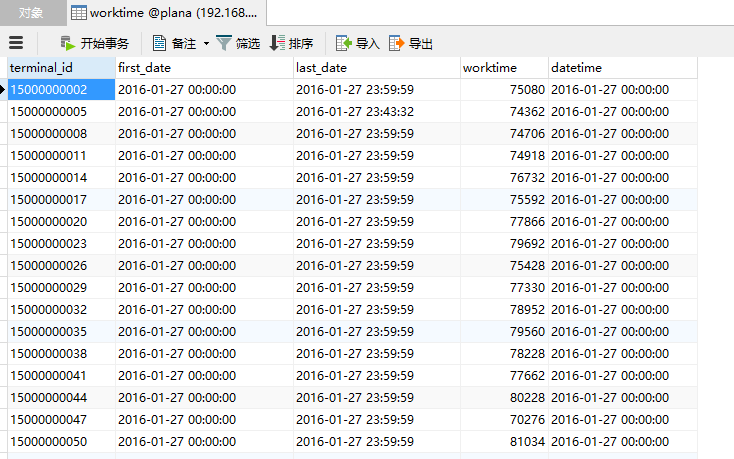 对象 worktime @plana (192.168....
开始事务 备注 筛选 排序 导入 导出
terminal_id first_date last_date worktime datetime
15000000002 2016-01-27 00:00:00 2016-01-27 23:59:59 75080 2016-01-27 00:00:00
15000000005 2016-01-27 00:00:00 2016-01-27 23:43:32 74362 2016-01-27 00:00:00
15000000008 2016-01-27 00:00:00 2016-01-27 23:59:59 74706 2016-01-27 00:00:00
15000000011 2016-01-27 00:00:00 2016-01-27 23:59:59 74918 2016-01-27 00:00:00
15000000014 2016-01-27 00:00:00 2016-01-27 23:59:59 76732 2016-01-27 00:00:00
15000000017 2016-01-27 00:00:00 2016-01-27 23:59:59 75592 2016-01-27 00:00:00
15000000020 2016-01-27 00:00:00 2016-01-27 23:59:59 77866 2016-01-27 00:00:00
15000000023 2016-01-27 00:00:00 2016-01-27 23:59:59 79692 2016-01-27 00:00:00
15000000026 2016-01-27 00:00:00 2016-01-27 23:59:59 75428 2016-01-27 00:00:00
15000000029 2016-01-27 00:00:00 2016-01-27 23:59:59 77330 2016-01-27 00:00:00
15000000032 2016-01-27 00:00:00 2016-01-27 23:59:59 78952 2016-01-27 00:00:00
15000000035 2016-01-27 00:00:00 2016-01-27 23:59:59 79560 2016-01-27 00:00:00
15000000038 2016-01-27 00:00:00 2016-01-27 23:59:59 78228 2016-01-27 00:00:00
15000000041 2016-01-27 00:00:00 2016-01-27 23:59:59 77662 2016-01-27 00:00:00
15000000044 2016-01-27 00:00:00 2016-01-27 23:59:59 80228 2016-01-27 00:00:00
15000000047 2016-01-27 00:00:00 2016-01-27 23:59:59 70276 2016-01-27 00:00:00
15000000050 2016-01-27 00:00:00 2016-01-27 23:59:59 81034 2016-01-27 00:00:00